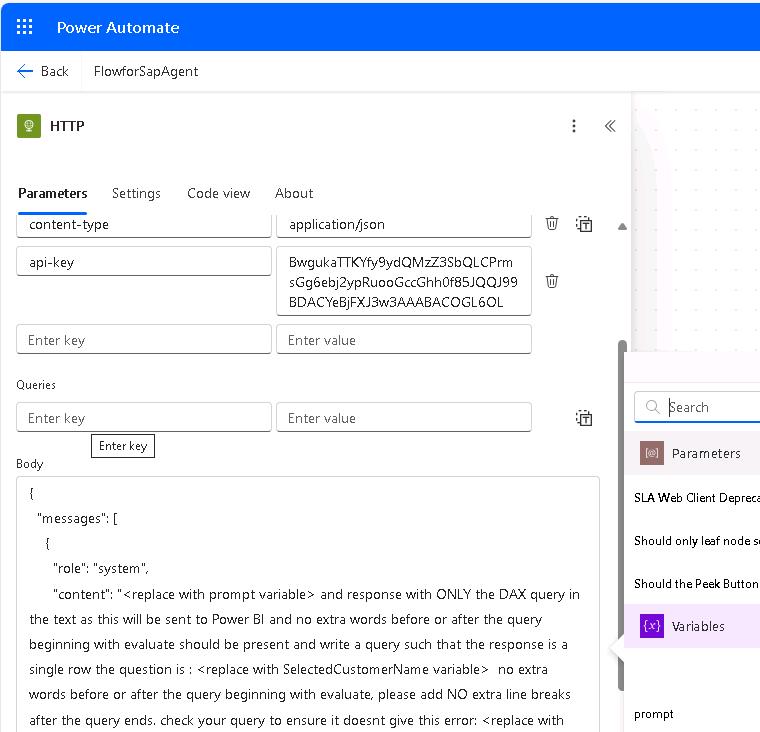 Power Automate
Back FlowforSapAgent
HTTP
Parameters Settings Code view About
content-type application/json
api-key BwgukaTTKYfy9ydQMzZ3SbQLCPrm
sGg6ebj2ypRuooGccGhh0f85JQQJ99
BDACYeBjFXJ3w3AAABACOGL6OL
Enter key Enter value
Queries
Enter key Enter value
Enter key
Body
{
"messages": [
{
"role": "system",
"content": "<replace with prompt variable> and response with ONLY the DAX query in
the text as this will be sent to Power BI and no extra words before or after the query
beginning with evaluate should be present and write a query such that the response is a
single row the question is : <replace with SelectedCustomerName variable> no extra
words before or after the query beginning with evaluate, please add NO extra line breaks
after the query ends. check your query to ensure it doesnt give this error: <replace with
Search
[@] Parameters
SLA Web Client Depreca
Should only leaf node s
Should the Peek Button
{x} Variables
prompt